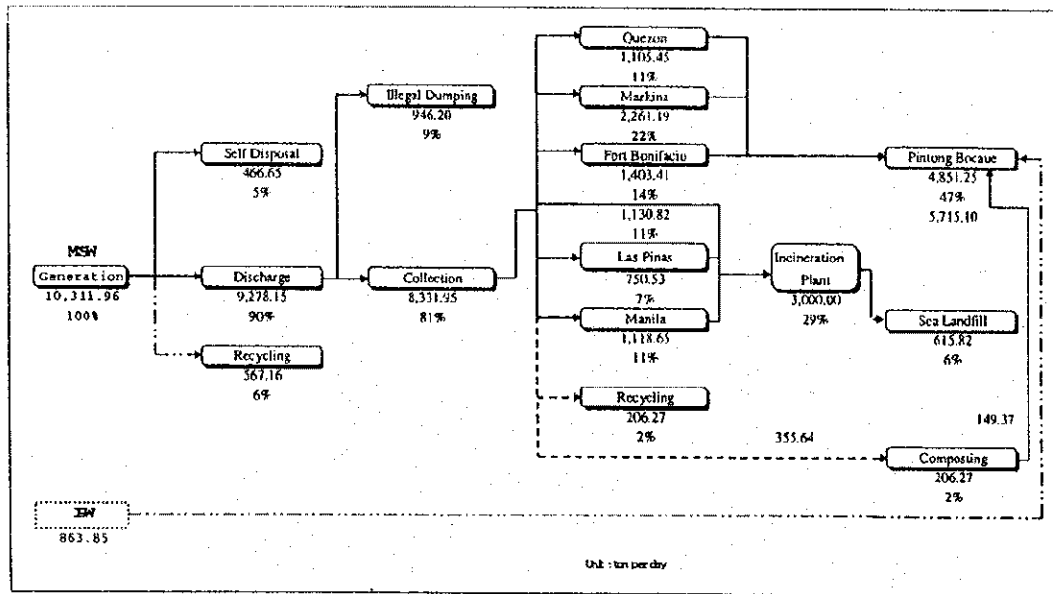 MSW
Generation
10,311.96
100%
Self Disposal
466.65
5%
Discharge
9,278.15
90%
Recycling
567.16
6%
Illegal Dumping
946.20
9%
Collection
8,331.95
81%
Quezon
1,105.45
11%
Markina
2,261.19
22%
Fort Bonifacio
1,403.41
14%
1,130.82
11%
Las Pinas
750.53
7%
Manila
1,118.65
11%
Recycling
206.27
2%
355.64
Incineration
Plant
3,000.00
29%
Pintong Bocaue
4,851.25
47%
5,715.10
Sea Landfill
615.82
6%
149.37
Composting
206.27
2%
863.85
Unit : ton per day